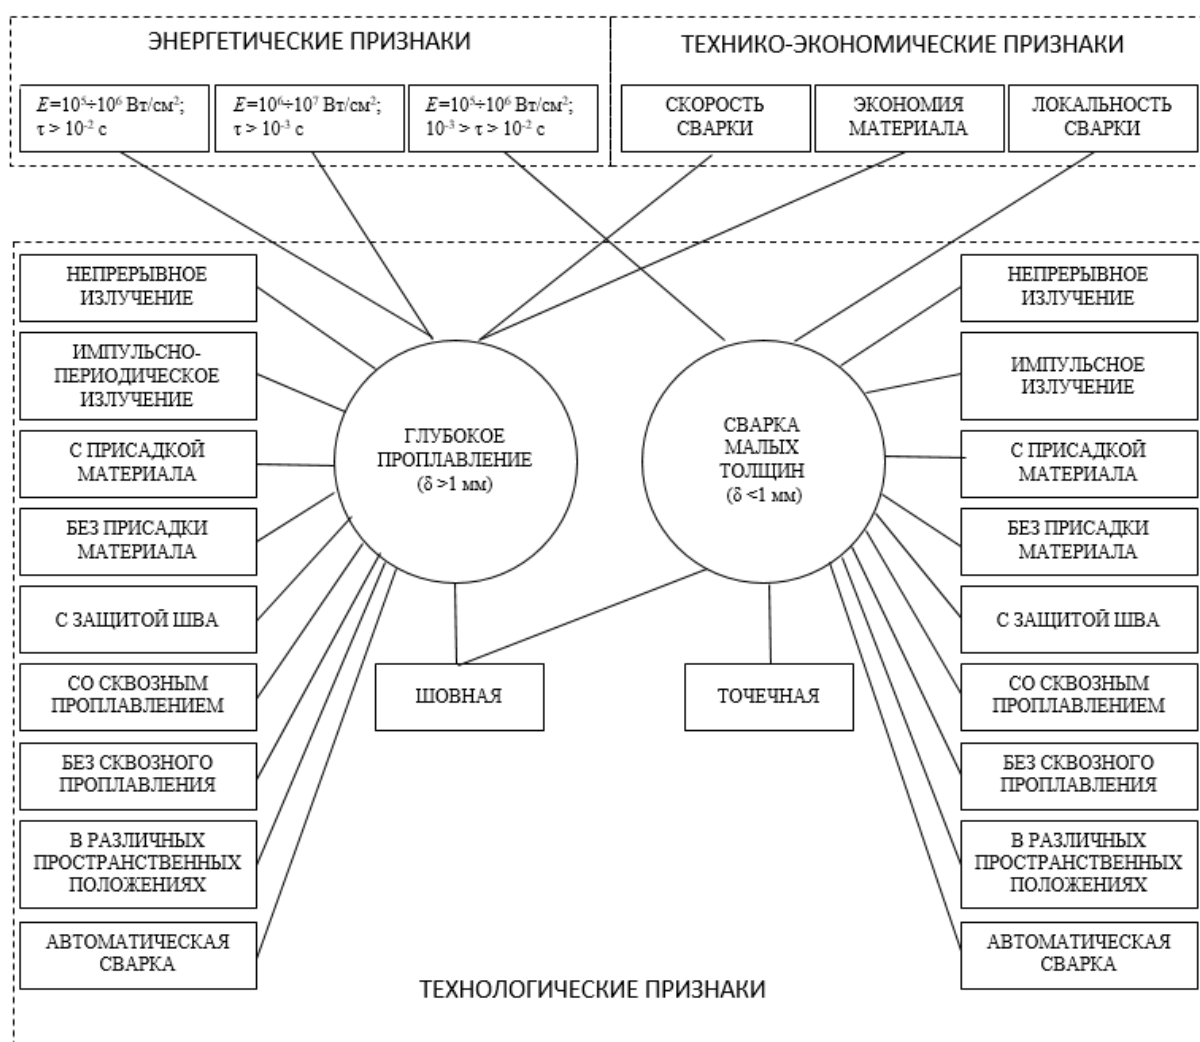 ЭНЕРГЕТИЧЕСКИЕ ПРИЗНАКИ
E=10⁵÷10⁶ Вт/см²;
τ > 10⁻² с
E=10⁶÷10⁷ Вт/см²;
τ > 10⁻³ с
E=10⁵÷10⁶ Вт/см²;
10⁻³ > τ > 10⁻² с
ТЕХНИКО-ЭКОНОМИЧЕСКИЕ ПРИЗНАКИ
СКОРОСТЬ
СВАРКИ
ЭКОНОМИЯ
МАТЕРИАЛА
ЛОКАЛЬНОСТЬ
СВАРКИ
НЕПРЕРЫВНОЕ
ИЗЛУЧЕНИЕ
ИМПУЛЬСНО-
ПЕРИОДИЧЕСКОЕ
ИЗЛУЧЕНИЕ
С ПРИСАДКОЙ
МАТЕРИАЛА
БЕЗ ПРИСАДКИ
МАТЕРИАЛА
С ЗАЩИТОЙ ШВА
СО СКВОЗНЫМ
ПРОПЛАВЛЕНИЕМ
БЕЗ СКВОЗНОГО
ПРОПЛАВЛЕНИЯ
В РАЗЛИЧНЫХ
ПРОСТРАНСТВЕННЫХ
ПОЛОЖЕНИЯХ
АВТОМАТИЧЕСКАЯ
СВАРКА
ГЛУБОКОЕ
ПРОПЛАВЛЕНИЕ
(δ >1 мм)
СВАРКА
МАЛЫХ
ТОЛЩИН
(δ <1 мм)
ШОВНАЯ
ТОЧЕЧНАЯ
НЕПРЕРЫВНОЕ
ИЗЛУЧЕНИЕ
ИМПУЛЬСНОЕ
ИЗЛУЧЕНИЕ
С ПРИСАДКОЙ
МАТЕРИАЛА
БЕЗ ПРИСАДКИ
МАТЕРИАЛА
С ЗАЩИТОЙ ШВА
СО СКВОЗНЫМ
ПРОПЛАВЛЕНИЕМ
БЕЗ СКВОЗНОГО
ПРОПЛАВЛЕНИЯ
В РАЗЛИЧНЫХ
ПРОСТРАНСТВЕННЫХ
ПОЛОЖЕНИЯХ
АВТОМАТИЧЕСКАЯ
СВАРКА
ТЕХНОЛОГИЧЕСКИЕ ПРИЗНАКИ